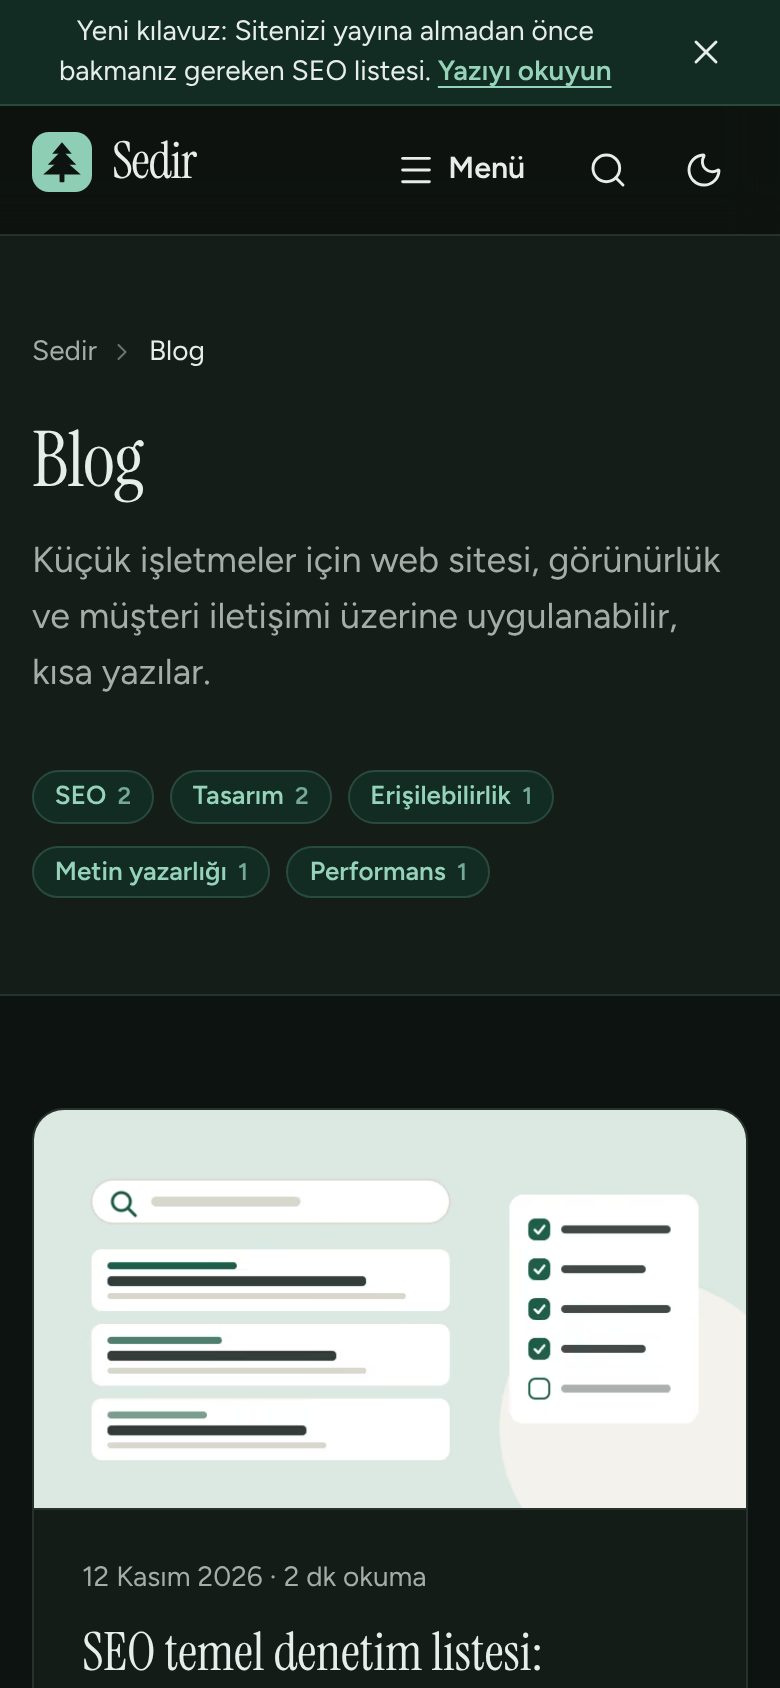 Yeni kılavuz: Sitenizi yayına almadan önce
bakmanız gereken SEO listesi. Yazıyı okuyun
Sedir
Menü
Sedir
Blog
Blog
Küçük işletmeler için web sitesi, görünürlük
ve müşteri iletişimi üzerine uygulanabilir,
kısa yazılar.
SEO 2
Tasarım 2
Erişilebilirlik 1
Metin yazarlığı 1
Performans 1
12 Kasım 2026 · 2 dk okuma
SEO temel denetim listesi: